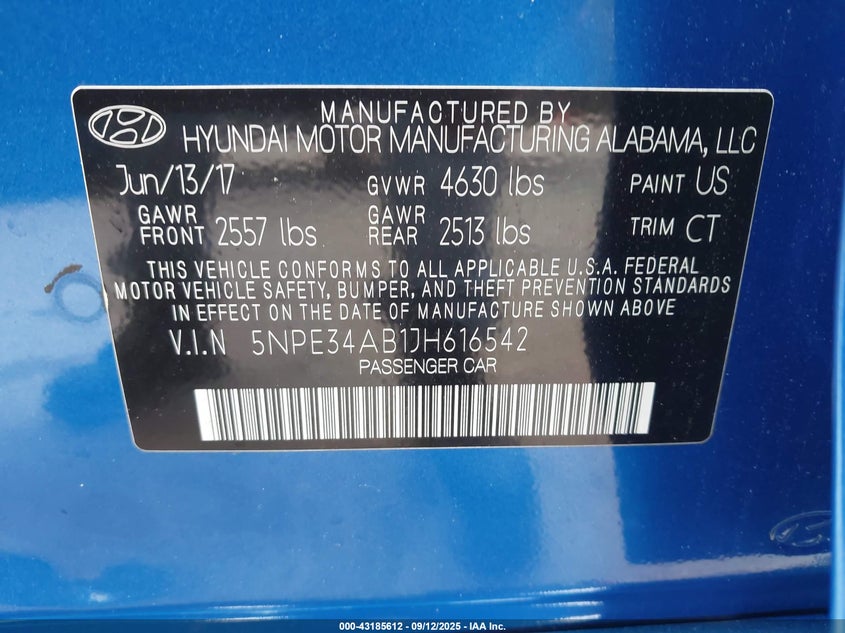 MANUFACTURED BY
HYUNDAI MOTOR MANUFACTURING ALABAMA, LLC
Jun/13/17 GVWR 4630 lbs PAINT US
GAWR FRONT 2557 lbs GAWR REAR 2513 lbs TRIM CT
THIS VEHICLE CONFORMS TO ALL APPLICABLE U.S.A. FEDERAL
MOTOR VEHICLE SAFETY, BUMPER, AND THEFT PREVENTION STANDARDS
IN EFFECT ON THE DATE OF MANUFACTURE SHOWN ABOVE
V.I.N 5NPE34AB1JH616542
PASSENGER CAR
000-43185612 - 09/12/2025 - IAA Inc.